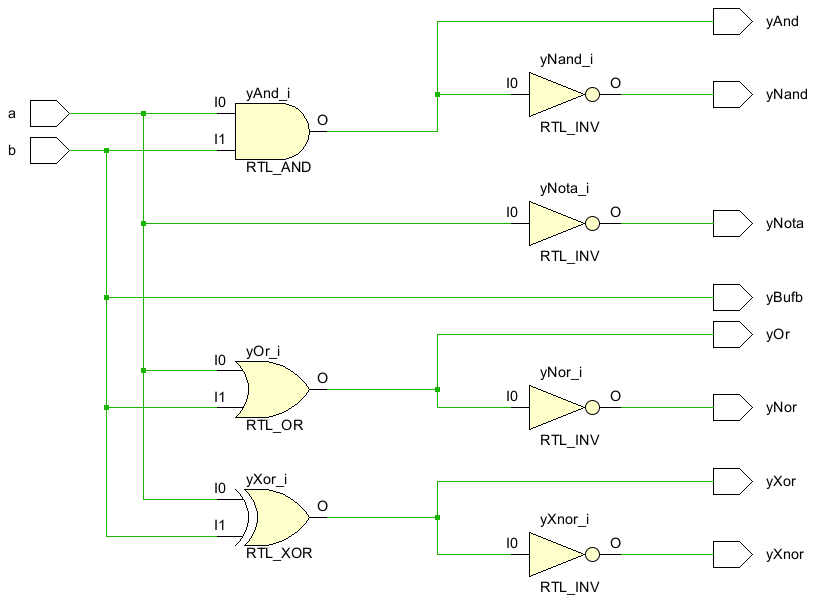 yAnd
yNand_i
I0
O
yNand
RTL_INV
yAnd_i
a
I0
O
b
I1
RTL_AND
yNota_i
I0
O
yNota
RTL_INV
yBufb
yOr
yOr_i
I0
O
I1
RTL_OR
yNor_i
I0
O
yNor
RTL_INV
yXor
yXor_i
I0
O
I1
RTL_XOR
yXnor_i
I0
O
yXnor
RTL_INV